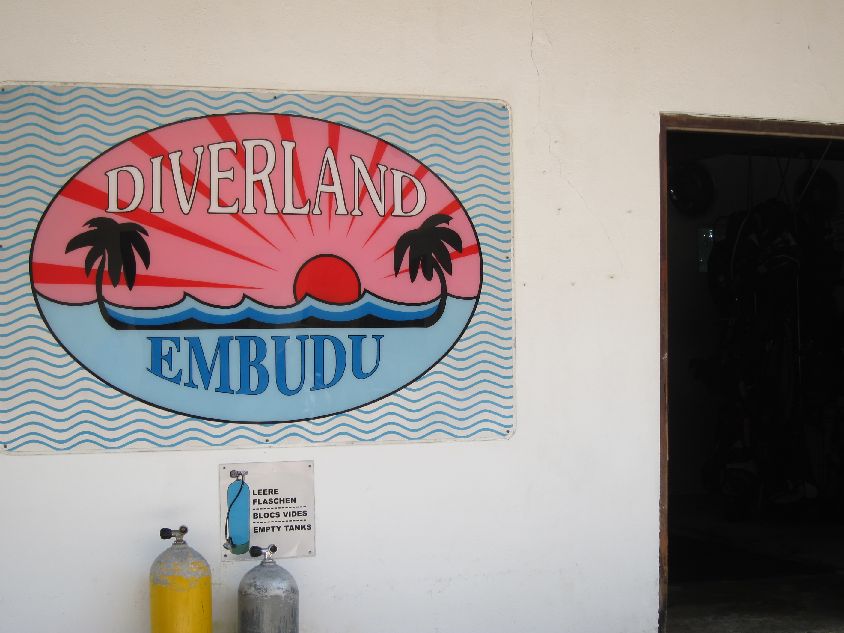 DIVERLAND
EMBUDU
LEERE
FLASCHEN
BLOCS VIDES
EMPTY TANKS